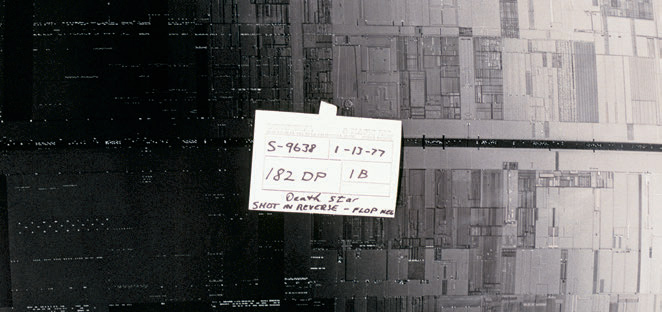 S-9638 1-13-77
182 DP 1B
Death Star
SHOT IN REVERSE - FLOP NEG